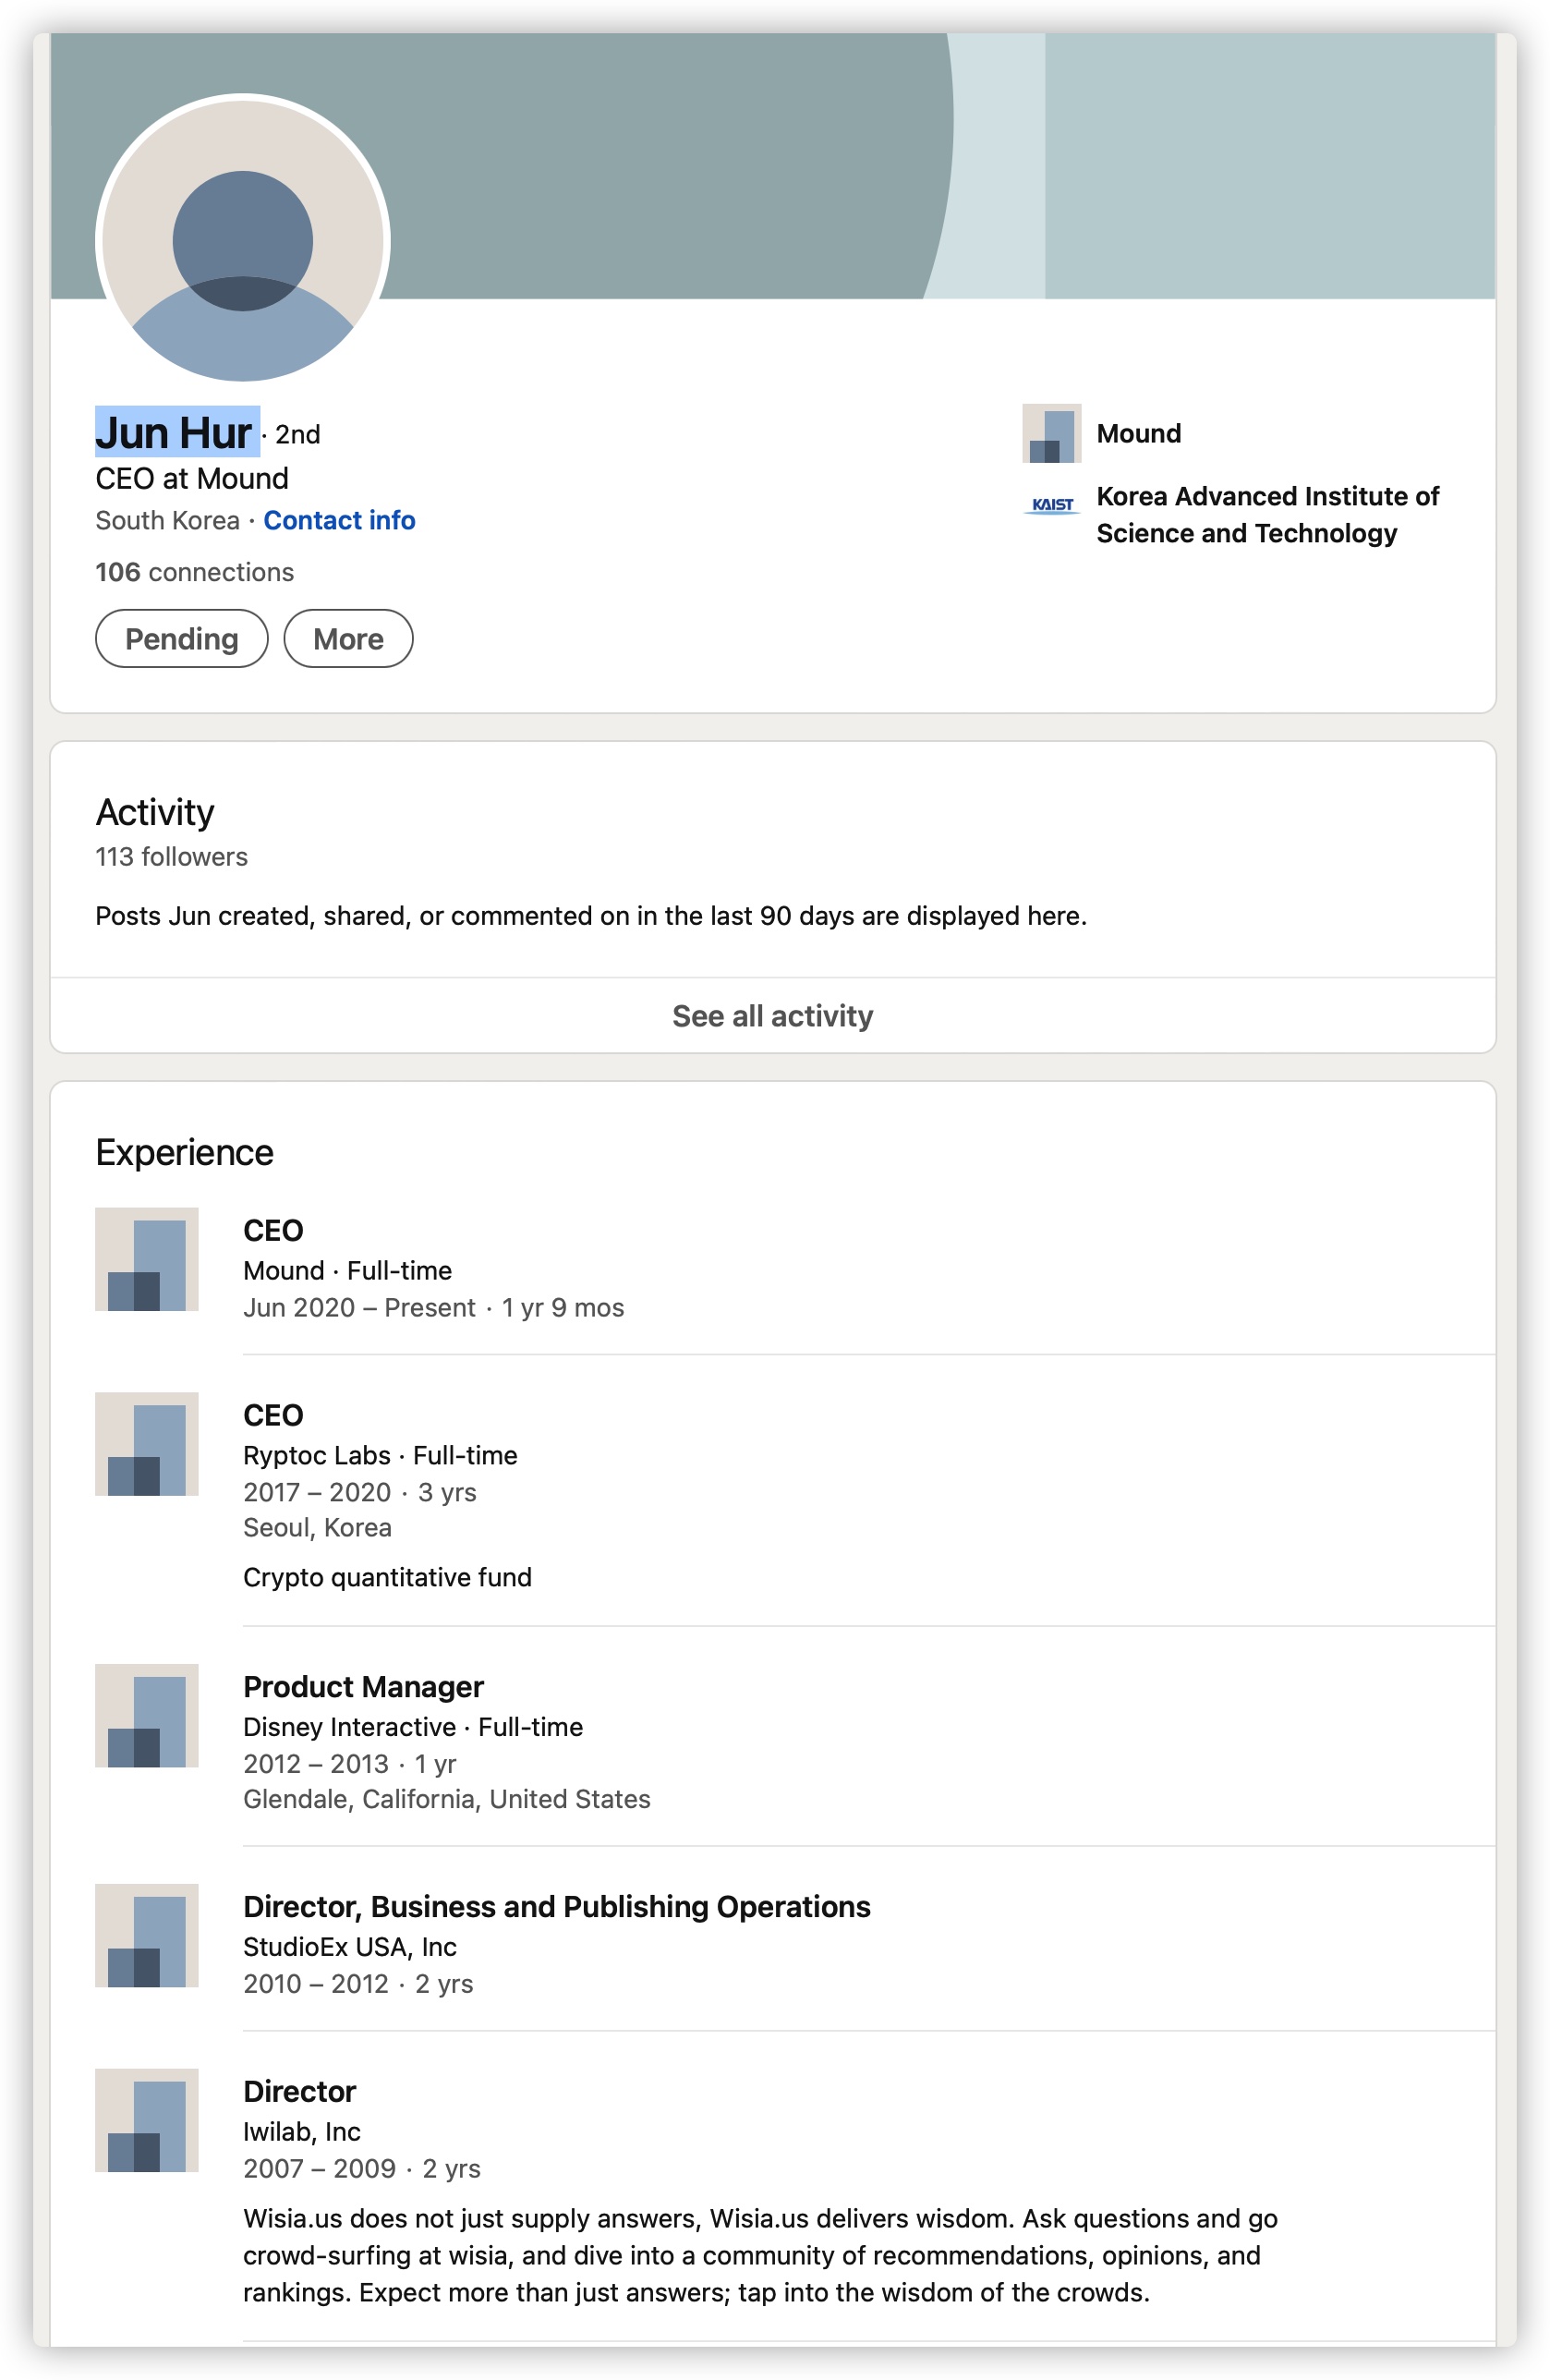 Jun Hur · 2nd
CEO at Mound
South Korea · Contact info
106 connections
Pending
More
Mound
KAIST
Korea Advanced Institute of
Science and Technology
Activity
113 followers
Posts Jun created, shared, or commented on in the last 90 days are displayed here.
See all activity
Experience
CEO
Mound · Full-time
Jun 2020 – Present · 1 yr 9 mos
CEO
Ryptoc Labs · Full-time
2017 – 2020 · 3 yrs
Seoul, Korea
Crypto quantitative fund
Product Manager
Disney Interactive · Full-time
2012 – 2013 · 1 yr
Glendale, California, United States
Director, Business and Publishing Operations
StudioEx USA, Inc
2010 – 2012 · 2 yrs
Director
Iwilab, Inc
2007 – 2009 · 2 yrs
Wisia.us does not just supply answers, Wisia.us delivers wisdom. Ask questions and go
crowd-surfing at wisia, and dive into a community of recommendations, opinions, and
rankings. Expect more than just answers; tap into the wisdom of the crowds.